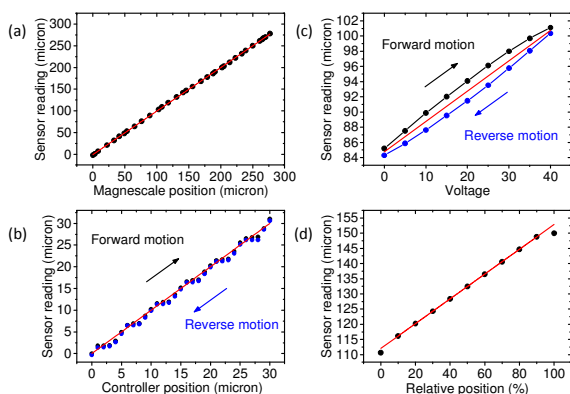 (a)
Sensor reading (micron)
300
250
200
150
100
50
0
0 50 100 150 200 250 300
Magnescale position (micron)
(c)
Sensor reading (micron)
102
100
98
96
94
92
90
88
86
84
Forward motion
Reverse motion
0 10 20 30 40
Voltage
(b)
Sensor reading (micron)
30
25
20
15
10
5
0
Forward motion
Reverse motion
0 5 10 15 20 25 30
Controller position (micron)
(d)
Sensor reading (micron)
155
150
145
140
135
130
125
120
115
110
0 20 40 60 80 100
Relative position (%)